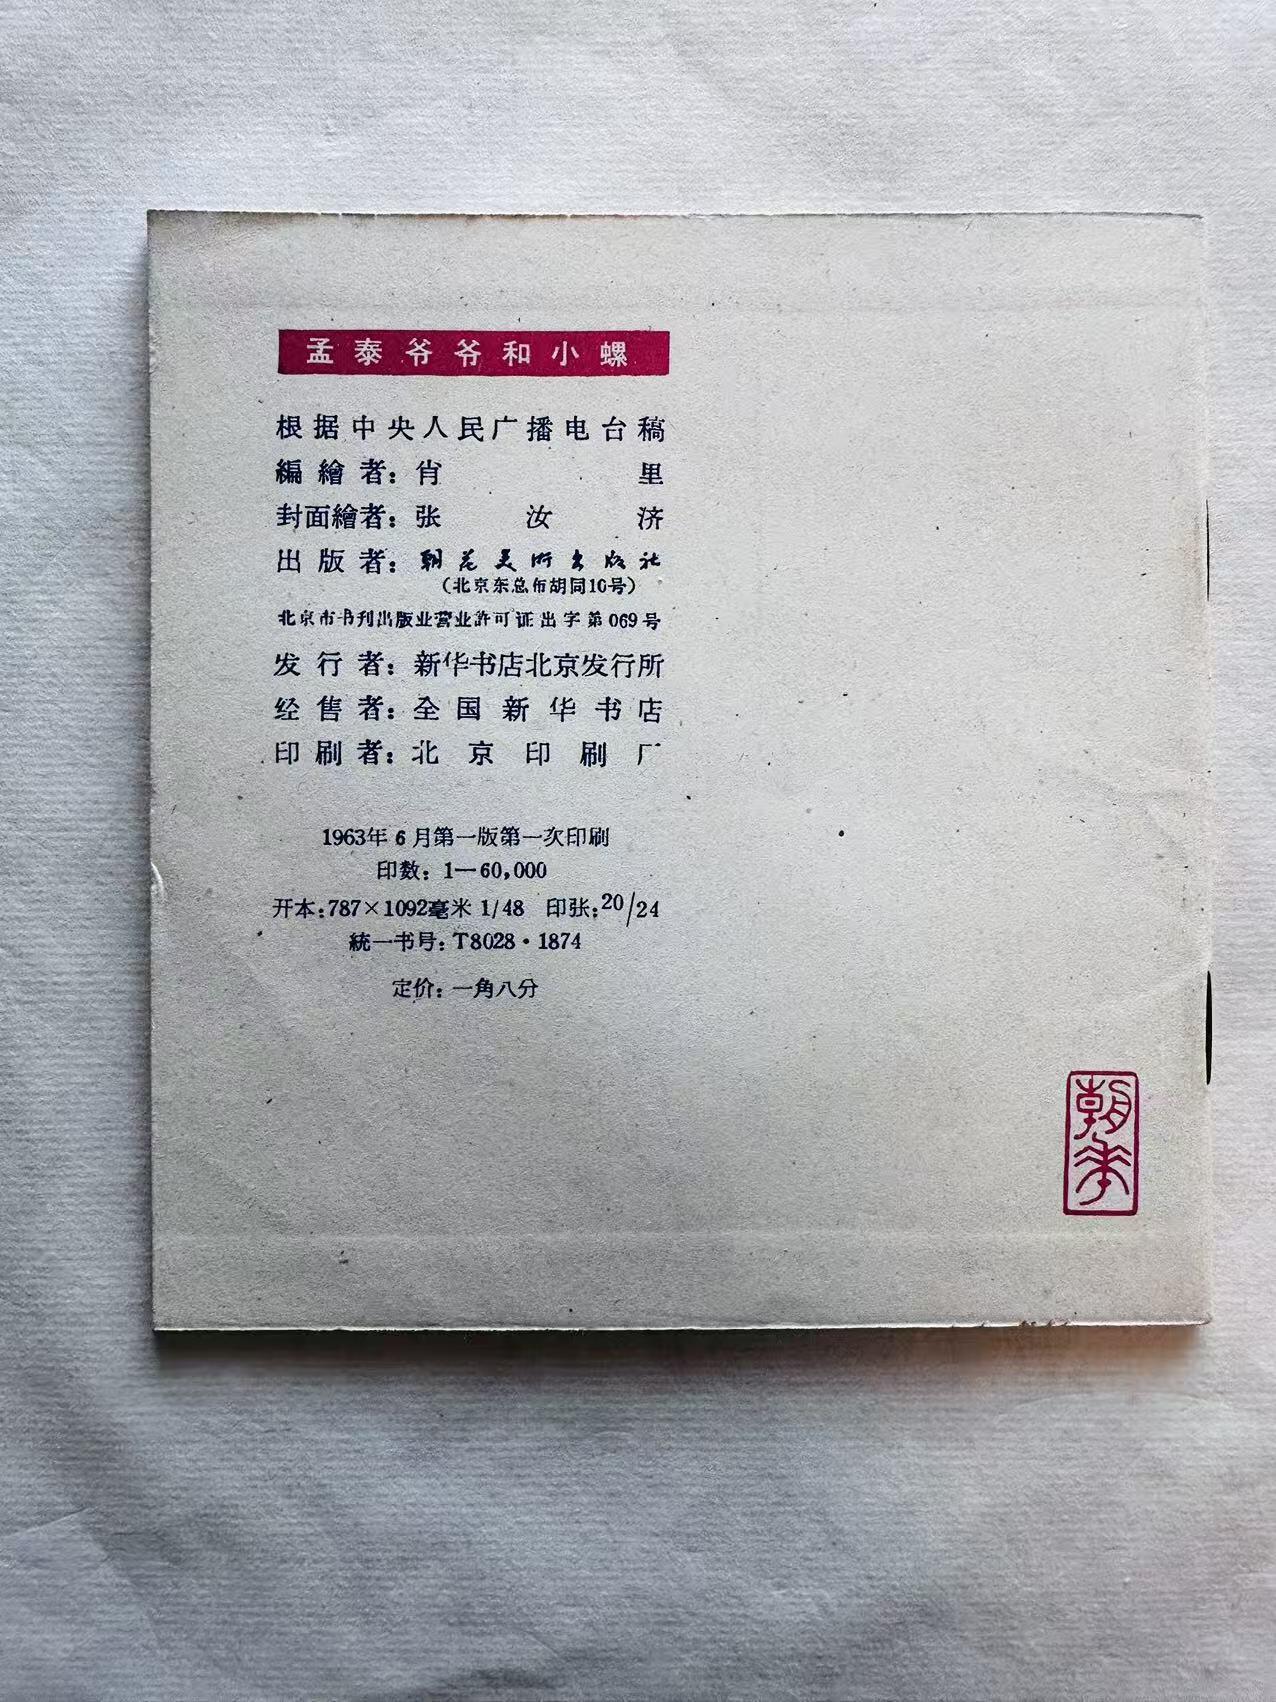 孟泰爷爷和小螺
根据中央人民广播电台稿
編繪者：肖里
封面繪者：张汝济
出版者：朝花美術出版社
（北京东总布胡同10号）
北京市书刊出版业营业許可证出字第069号
发行者：新华书店北京发行所
经售者：全国新华书店
印刷者：北京印刷厂
1963年6月第一版第一次印刷
印数：1—60,000
开本：787×1092毫米 1/48 印张：20/24
統一书号：T8028·1874
定价：一角八分
朝华